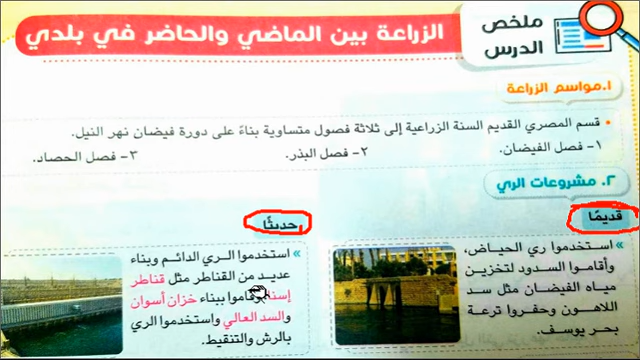 ملخص
الدرس
الزراعة بين الماضي والحاضر في بلدي
١. مواسم الزراعة
• قسم المصري القديم السنة الزراعية إلى ثلاثة فصول متساوية بناءً على دورة فيضان نهر النيل.
١- فصل الفيضان. ٢- فصل البذر. ٣- فصل الحصاد.
٢. مشروعات الري
قديمًا
» استخدموا ري الحياض،
وأقاموا السدود لتخزين
مياه الفيضان مثل سد
اللاهون وحفروا ترعة
بحر يوسف.
حديثًا
» استخدموا الري الدائم وبناء
عديد من القناطر مثل قناطر
إسنا قاموا ببناء خزان أسوان
والسد العالي واستخدموا الري
بالرش والتنقيط.